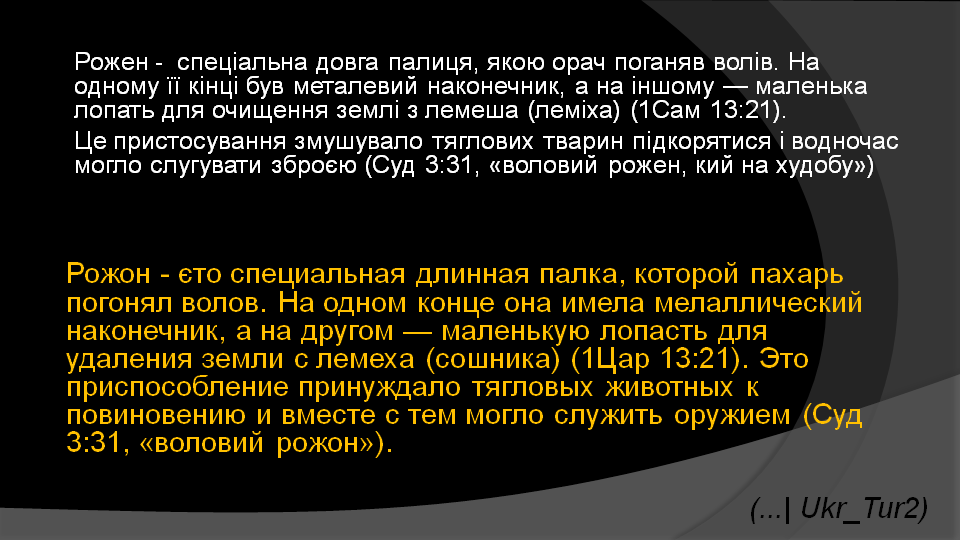 Рожен -  спеціальна довга палиця, якою орач поганяв волів. На
одному її кінці був металевий наконечник, а на іншому — маленька
лопать для очищення землі з лемеша (леміха) (1Сам 13:21).
Це пристосування змушувало тяглових тварин підкорятися і водночас
могло слугувати зброєю (Суд 3:31, «воловий рожен, кий на худобу»)
Рожон - єто специальная длинная палка, которой пахарь
погонял волов. На одном конце она имела мелаллический
наконечник, а на другом — маленькую лопасть для
удаления земли с лемеха (сошника) (1Цар 13:21). Это
приспособление принуждало тягловых животных к
повиновению и вместе с тем могло служить оружием (Суд
3:31, «воловий рожон»).
(...| Ukr_Tur2)